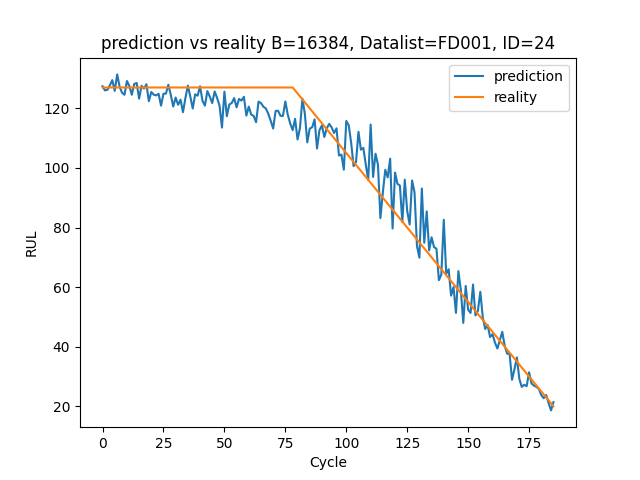 prediction vs reality B=16384, Datalist=FD001, ID=24
prediction
reality
RUL
120
100
80
60
40
20
0 25 50 75 100 125 150 175
Cycle